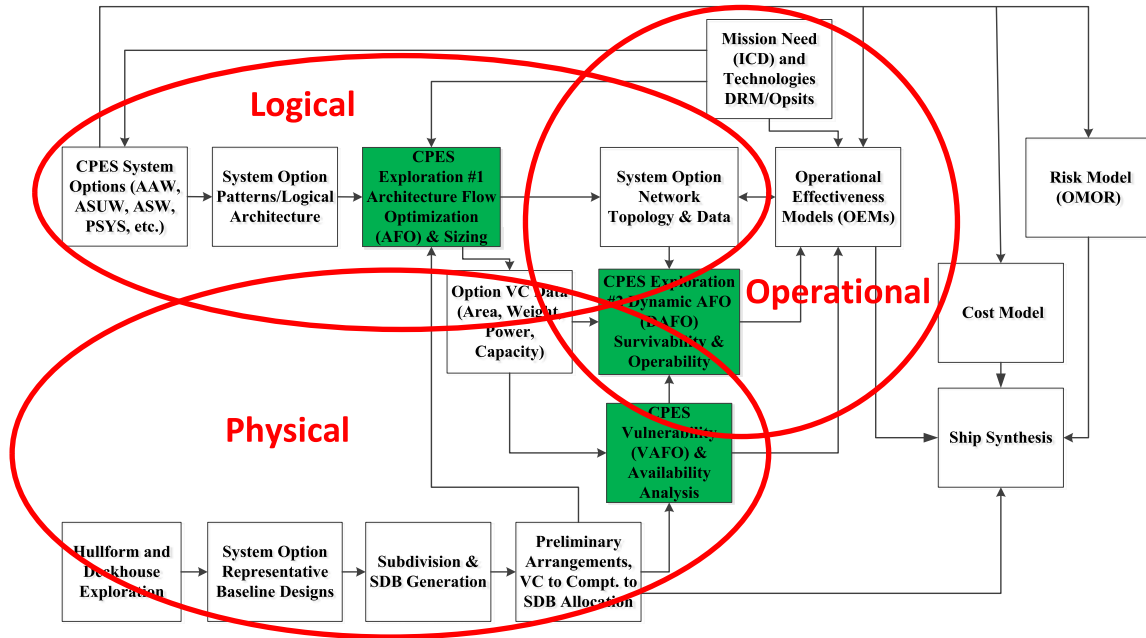 Mission Need
(ICD) and
Technologies
DRM/Opsits
Logical
CPES System
Options (AAW,
ASUW, ASW,
PSYS, etc.)
System Option
Patterns/Logical
Architecture
CPES
Exploration #1
Architecture Flow
Optimization
(AFO) & Sizing
System Option
Network
Topology & Data
Operational
Effectiveness
Models (OEMs)
Risk Model
(OMOR)
Option VC Data
(Area, Weight
Power,
Capacity)
CPES Exploration
#2 Dynamic AFO
(DAFO)
Survivability &
Operability
Operational
Cost Model
Physical
CPES
Vulnerability
(VAFO) &
Availability
Analysis
Ship Synthesis
Hullform and
Deckhouse
Exploration
System Option
Representative
Baseline Designs
Subdivision &
SDB Generation
Preliminary
Arrangements,
VC to Compt. to
SDB Allocation